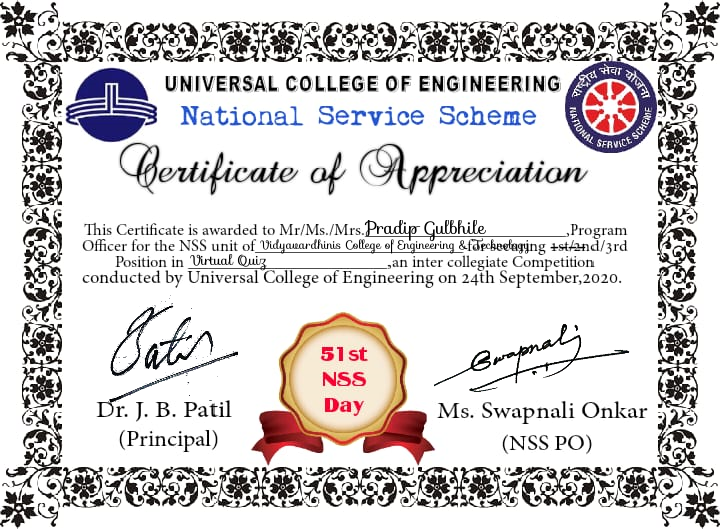 UNIVERSAL COLLEGE OF ENGINEERING
National Service Scheme
राष्ट्रीय सेवा योजना
NATIONAL SERVICE SCHEME
Certificate of Appreciation
This Certificate is awarded to Mr/Ms./Mrs. Pradip Gulbhile ,Program
Officer for the NSS unit of Vidyavardhinis College of Engineering & Technology for securing 1st/2nd/3rd
Position in Virtual Quiz ,an inter collegiate Competition
conducted by Universal College of Engineering on 24th September,2020.
Patil
Swapnali
51st
NSS
Day
Dr. J. B. Patil
(Principal)
Ms. Swapnali Onkar
(NSS PO)